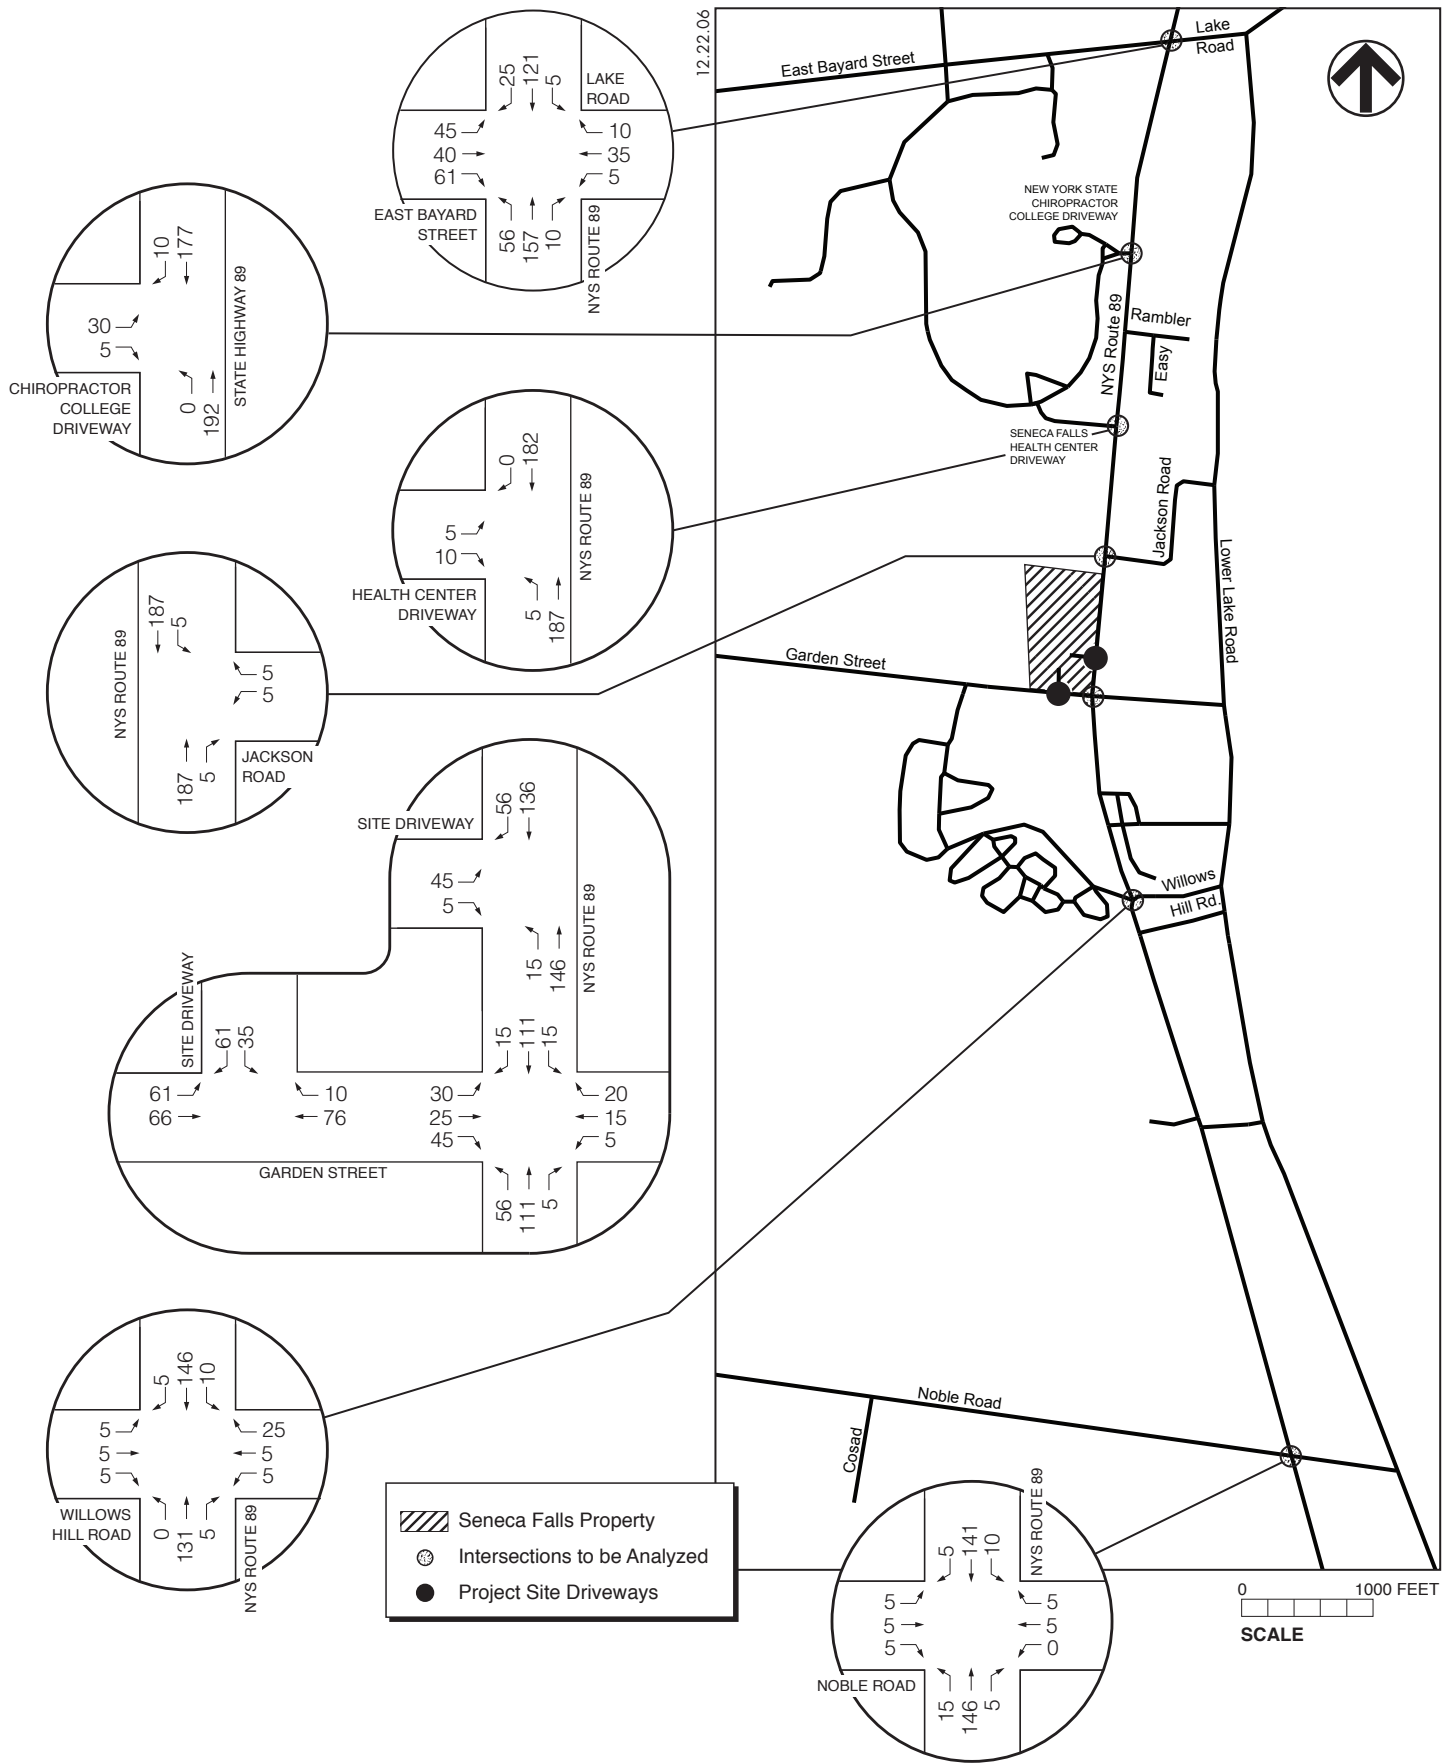 12.22.06
East Bayard Street
Lake
Road
NEW YORK STATE
CHIROPRACTOR
COLLEGE DRIVEWAY
NYS Route 89
Rambler
Easy
SENECA FALLS
HEALTH CENTER
DRIVEWAY
Jackson Road
Lower Lake Road
Garden Street
Willows
Hill Rd.
Noble Road
Cosad
25
121
5
LAKE
ROAD
45
40
61
10
35
5
EAST BAYARD
STREET
56
157
10
NYS ROUTE 89
10
177
30
5
STATE HIGHWAY 89
CHIROPRACTOR
COLLEGE
DRIVEWAY
0
192
0
182
5
10
NYS ROUTE 89
HEALTH CENTER
DRIVEWAY
5
187
187
5
NYS ROUTE 89
5
5
187
5
JACKSON
ROAD
SITE DRIVEWAY
56
136
45
5
NYS ROUTE 89
15
146
SITE DRIVEWAY
61
35
61
66
10
76
15
111
15
30
25
45
20
15
5
GARDEN STREET
56
111
5
5
146
10
5
5
5
25
5
5
WILLOWS
HILL ROAD
0
131
5
NYS ROUTE 89
Seneca Falls Property
Intersections to be Analyzed
Project Site Driveways
5
141
10
NYS ROUTE 89
5
5
5
5
5
0
NOBLE ROAD
15
146
5
0 1000 FEET
SCALE